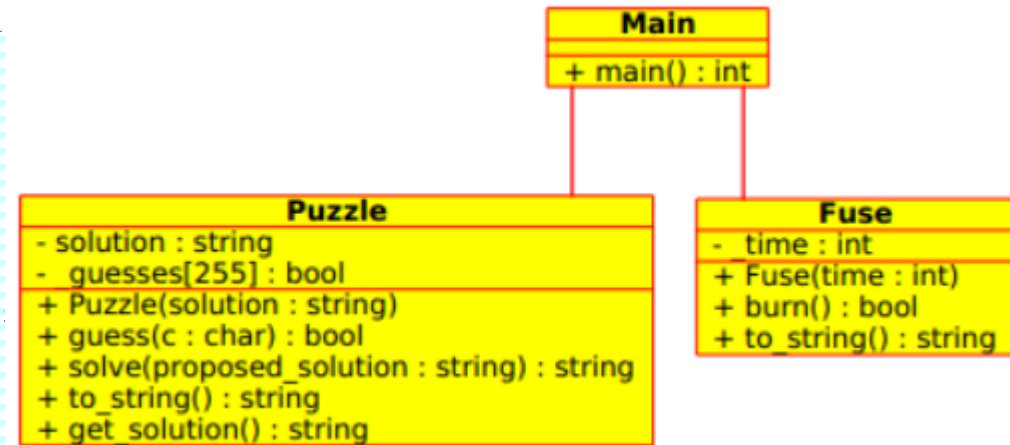 Main
+ main() : int
Puzzle
- solution : string
- _guesses[255] : bool
+ Puzzle(solution : string)
+ guess(c : char) : bool
+ solve(proposed_solution : string) : string
+ to_string() : string
+ get_solution() : string
Fuse
- _time : int
+ Fuse(time : int)
+ burn() : bool
+ to_string() : string